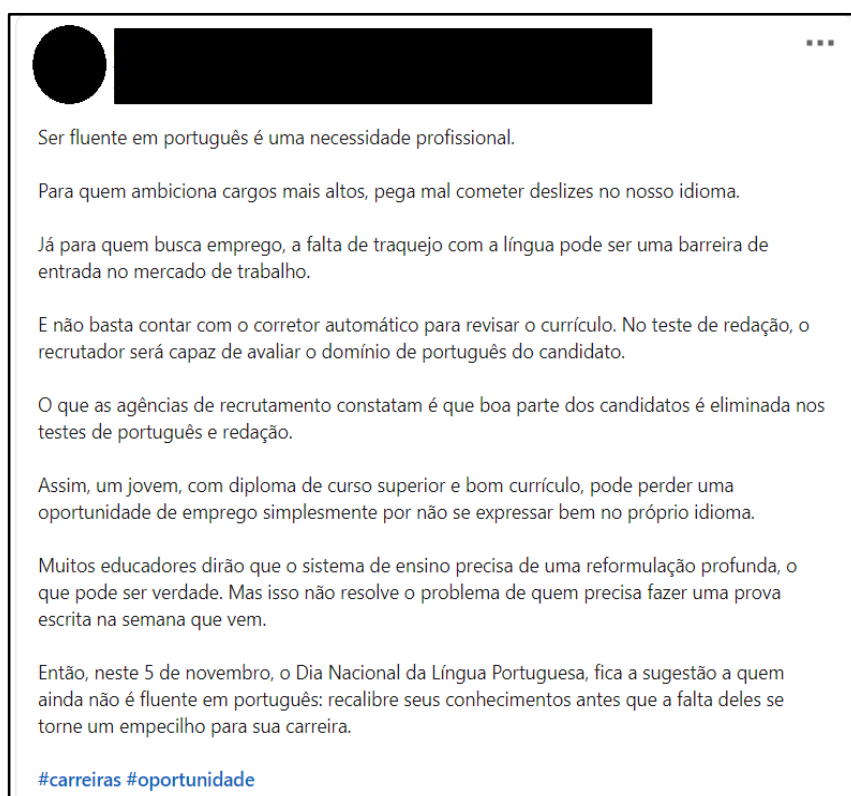 Ser fluente em português é uma necessidade profissional.
Para quem ambiciona cargos mais altos, pega mal cometer deslizes no nosso idioma.
Já para quem busca emprego, a falta de traquejo com a língua pode ser uma barreira de
entrada no mercado de trabalho.
E não basta contar com o corretor automático para revisar o currículo. No teste de redação, o
recrutador será capaz de avaliar o domínio de português do candidato.
O que as agências de recrutamento constatam é que boa parte dos candidatos é eliminada nos
testes de português e redação.
Assim, um jovem, com diploma de curso superior e bom currículo, pode perder uma
oportunidade de emprego simplesmente por não se expressar bem no próprio idioma.
Muitos educadores dirão que o sistema de ensino precisa de uma reformulação profunda, o
que pode ser verdade. Mas isso não resolve o problema de quem precisa fazer uma prova
escrita na semana que vem.
Então, neste 5 de novembro, o Dia Nacional da Língua Portuguesa, fica a sugestão a quem
ainda não é fluente em português: recalibre seus conhecimentos antes que a falta deles se
torne um empecilho para sua carreira.
#carreiras #oportunidade